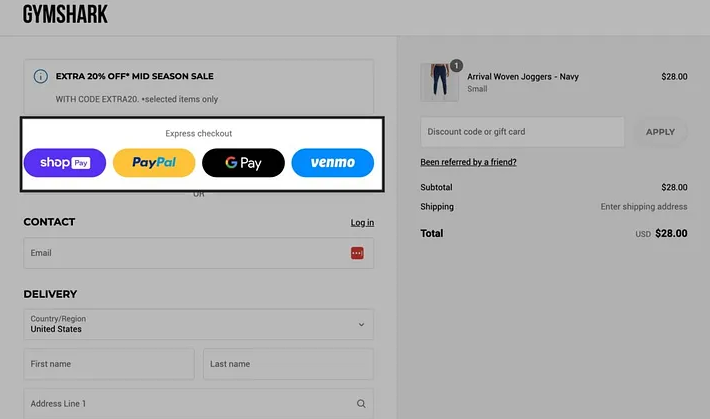 GYMSHARK
EXTRA 20% OFF* MID SEASON SALE
WITH CODE EXTRA20. *selected items only
Express checkout
shop Pay
PayPal
G Pay
venmo
OR
CONTACT
Log in
Email
DELIVERY
Country/Region
United States
First name
Last name
Address Line 1
1
Arrival Woven Joggers - Navy
$28.00
Small
Discount code or gift card
APPLY
Been referred by a friend?
Subtotal
$28.00
Shipping
Enter shipping address
Total
USD $28.00